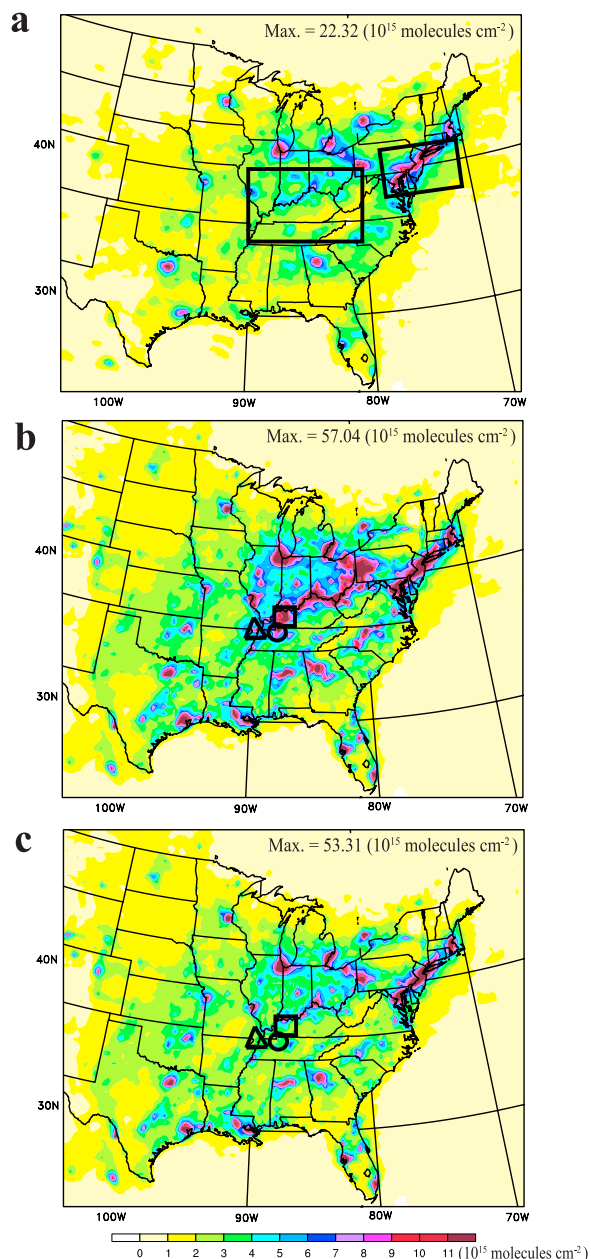 a
Max. = 22.32 (10¹⁵ molecules cm⁻²)
40N
30N
100W 90W 80W 70W
b
Max. = 57.04 (10¹⁵ molecules cm⁻²)
40N
30N
100W 90W 80W 70W
c
Max. = 53.31 (10¹⁵ molecules cm⁻²)
40N
30N
100W 90W 80W 70W
0 1 2 3 4 5 6 7 8 9 10 11 (10¹⁵ molecules cm⁻²)